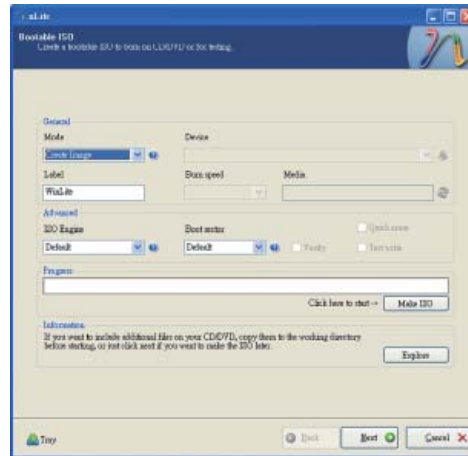 nLite
Bootable ISO
Create a bootable ISO to burn on CD/DVD or for testing.
General
Mode
Device
Create Image
Label
Burn speed
Media
WinLite
Advanced
ISO Engine
Boot sector
Default
Default
Verify
Test write
Progress
Click here to start->
Make ISO
Information
If you want to include additional files on your CD/DVD, copy them to the working directory
before starting, or just click next if you want to make the ISO later.
Explore
Tray
Back
Next
Cancel